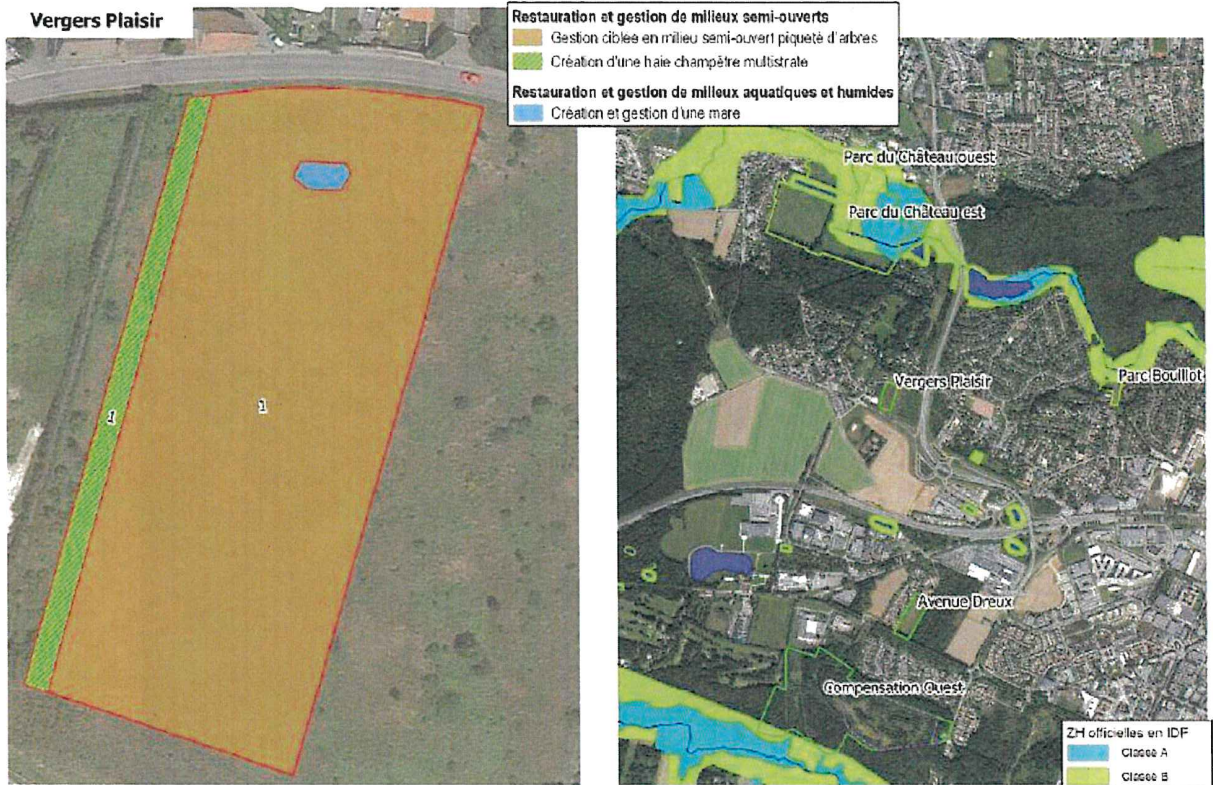 Vergers Plaisir
Restauration et gestion de milieux semi-ouverts
Gestion ciblée en milieu semi-ouvert piqueté d'arbres
Création d'une haie champêtre multistrate
Restauration et gestion de milieux aquatiques et humides
Création et gestion d'une mare
1
1
Parc du Château ouest
Parc du Château est
Vergers Plaisir
Parc Bouillot
Avenue Dreux
Compensation Ouest
ZH officielles en IDF
Classe A
Classe B